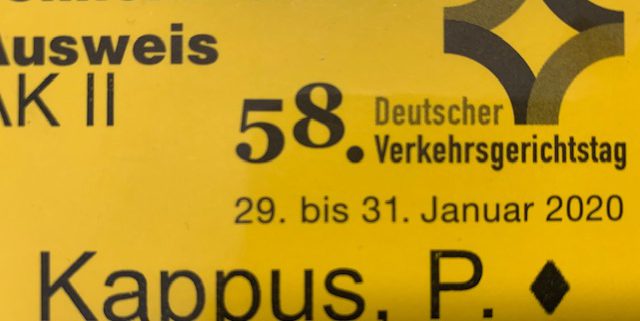 Ausweis
AK II
58. Deutscher
Verkehrsgerichtstag
29. bis 31. Januar 2020
Kappus, P. ♦